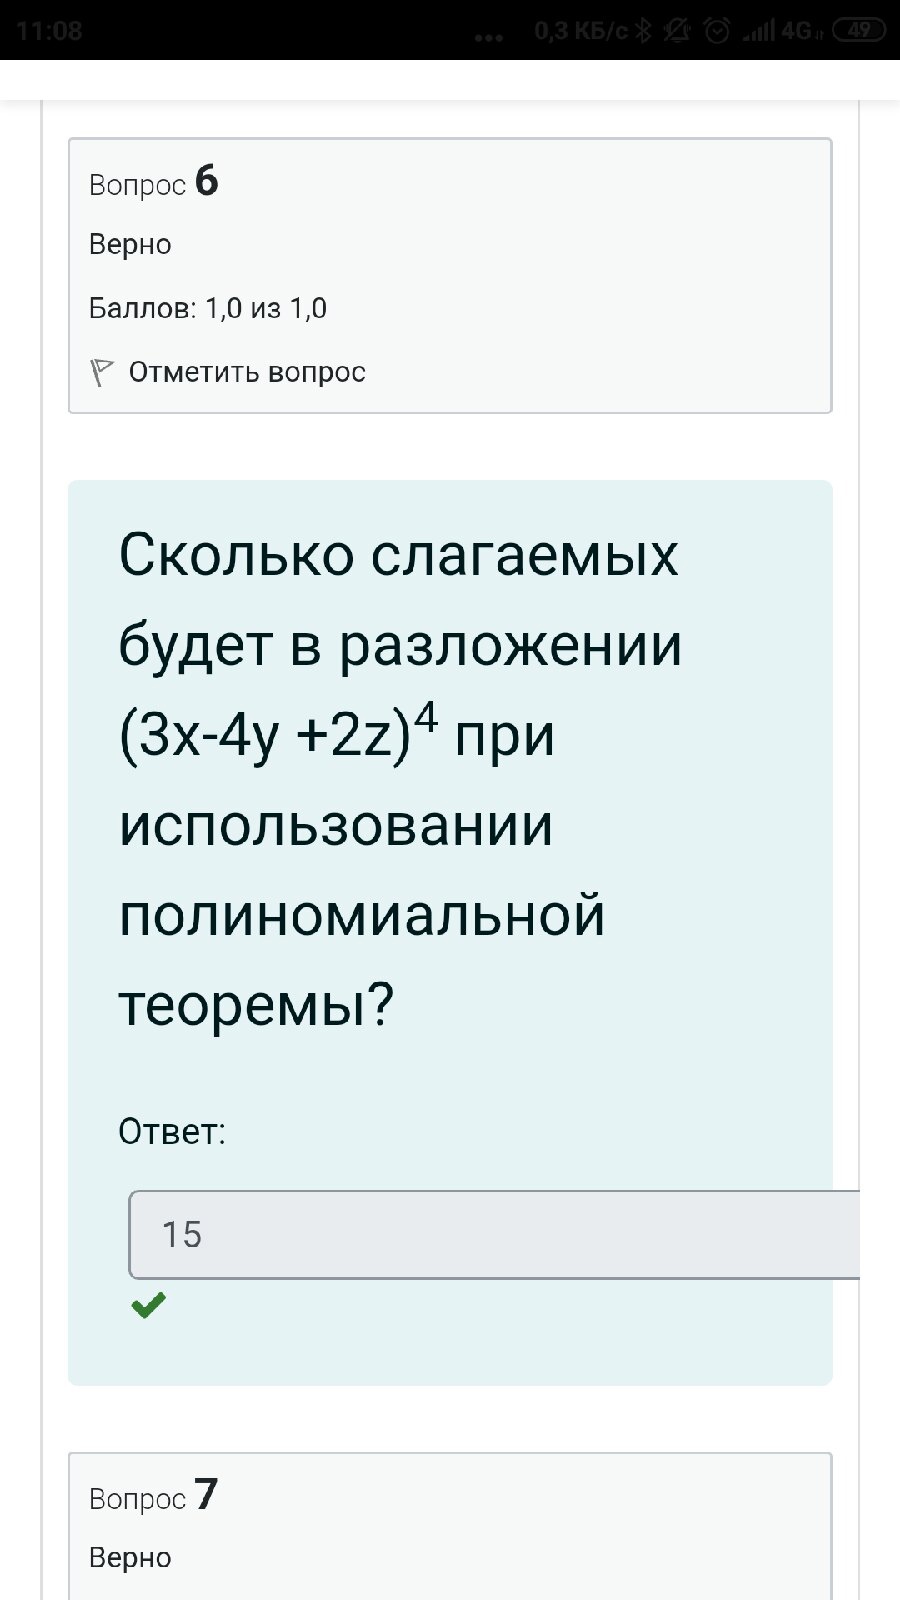 11:08 ... 0,3 КБ/с 4G 49
Вопрос 6
Верно
Баллов: 1,0 из 1,0
Отметить вопрос
Сколько слагаемых
будет в разложении
(3x-4y +2z)⁴ при
использовании
полиномиальной
теоремы?
Ответ:
15
Вопрос 7
Верно